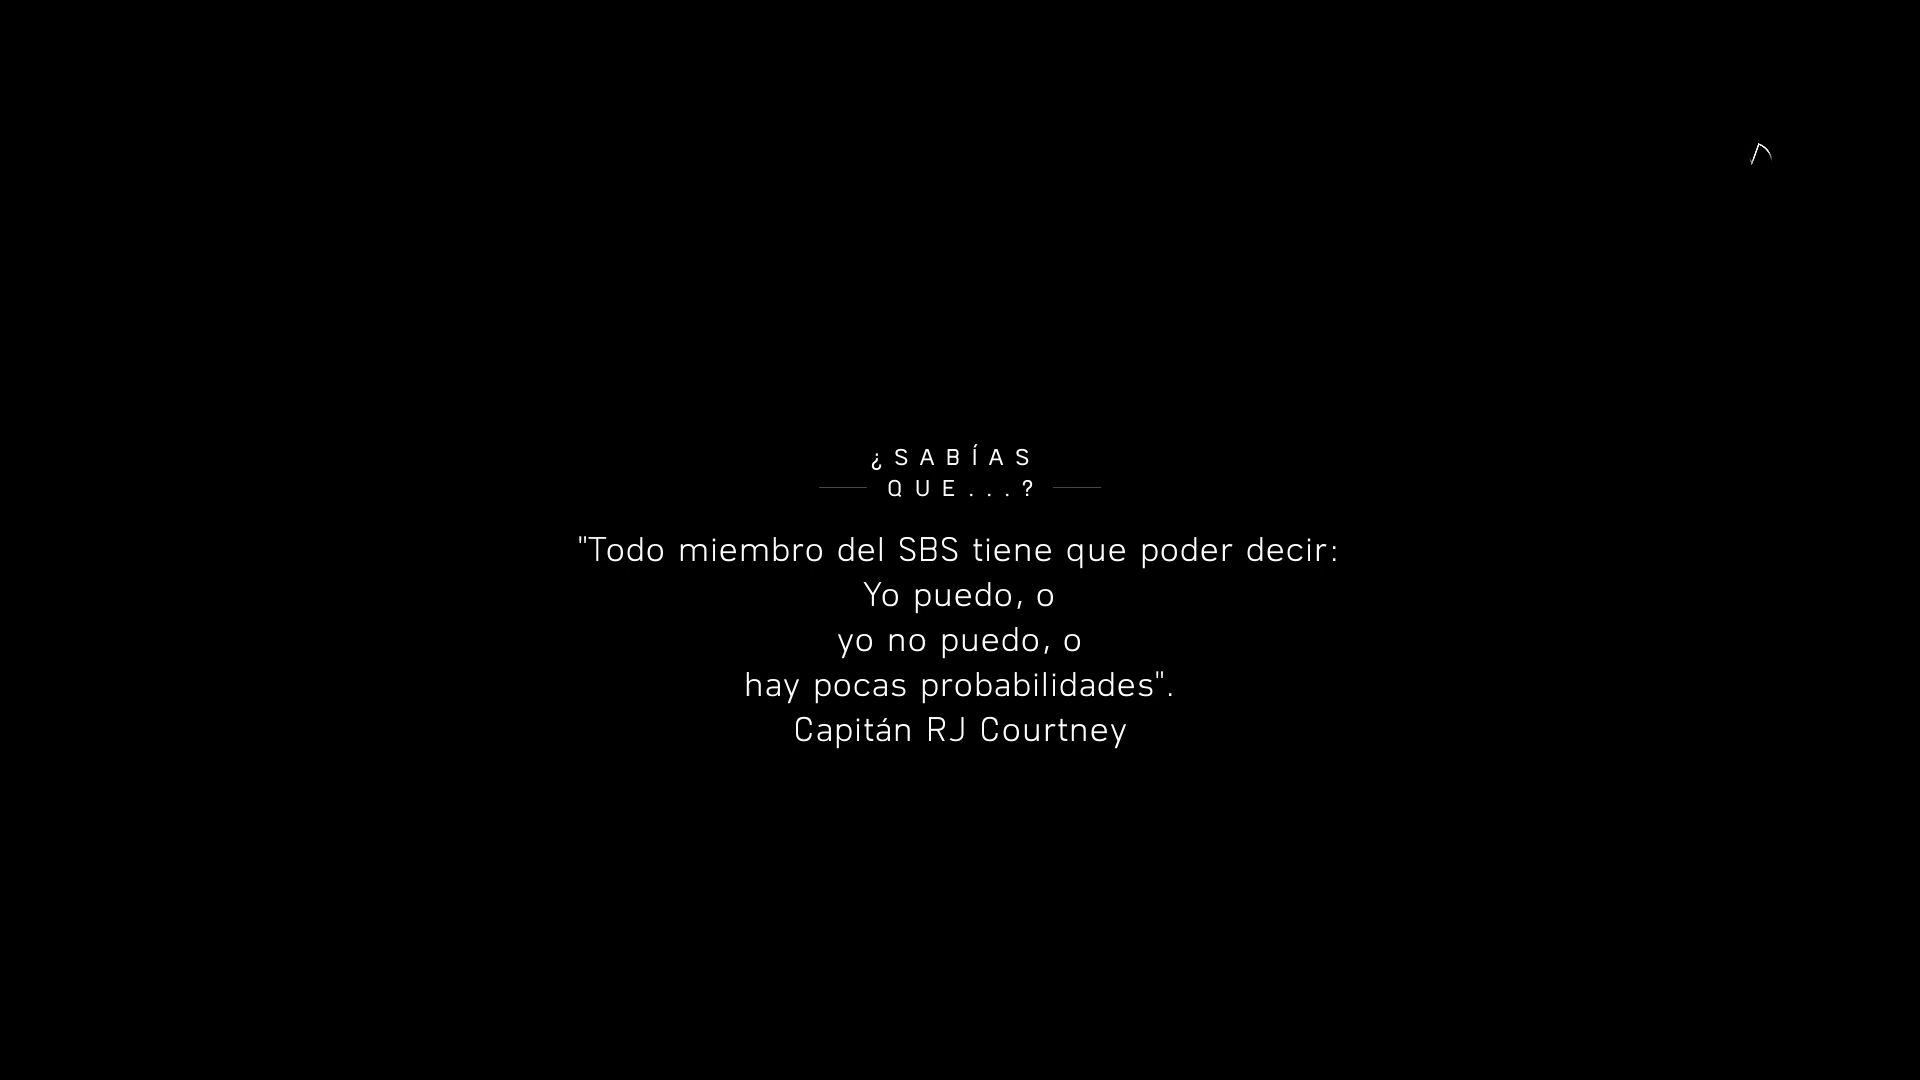 ¿SABÍAS
QUE...?
"Todo miembro del SBS tiene que poder decir:
Yo puedo, o
yo no puedo, o
hay pocas probabilidades".
Capitán RJ Courtney